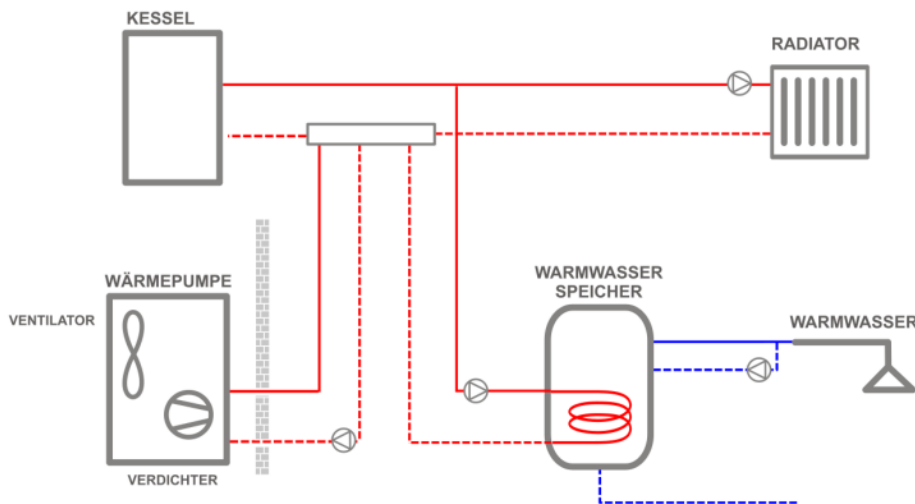 KESSEL
RADIATOR
WÄRMEPUMPE
VENTILATOR
WARMWASSER
SPEICHER
WARMWASSER
VERDICHTER